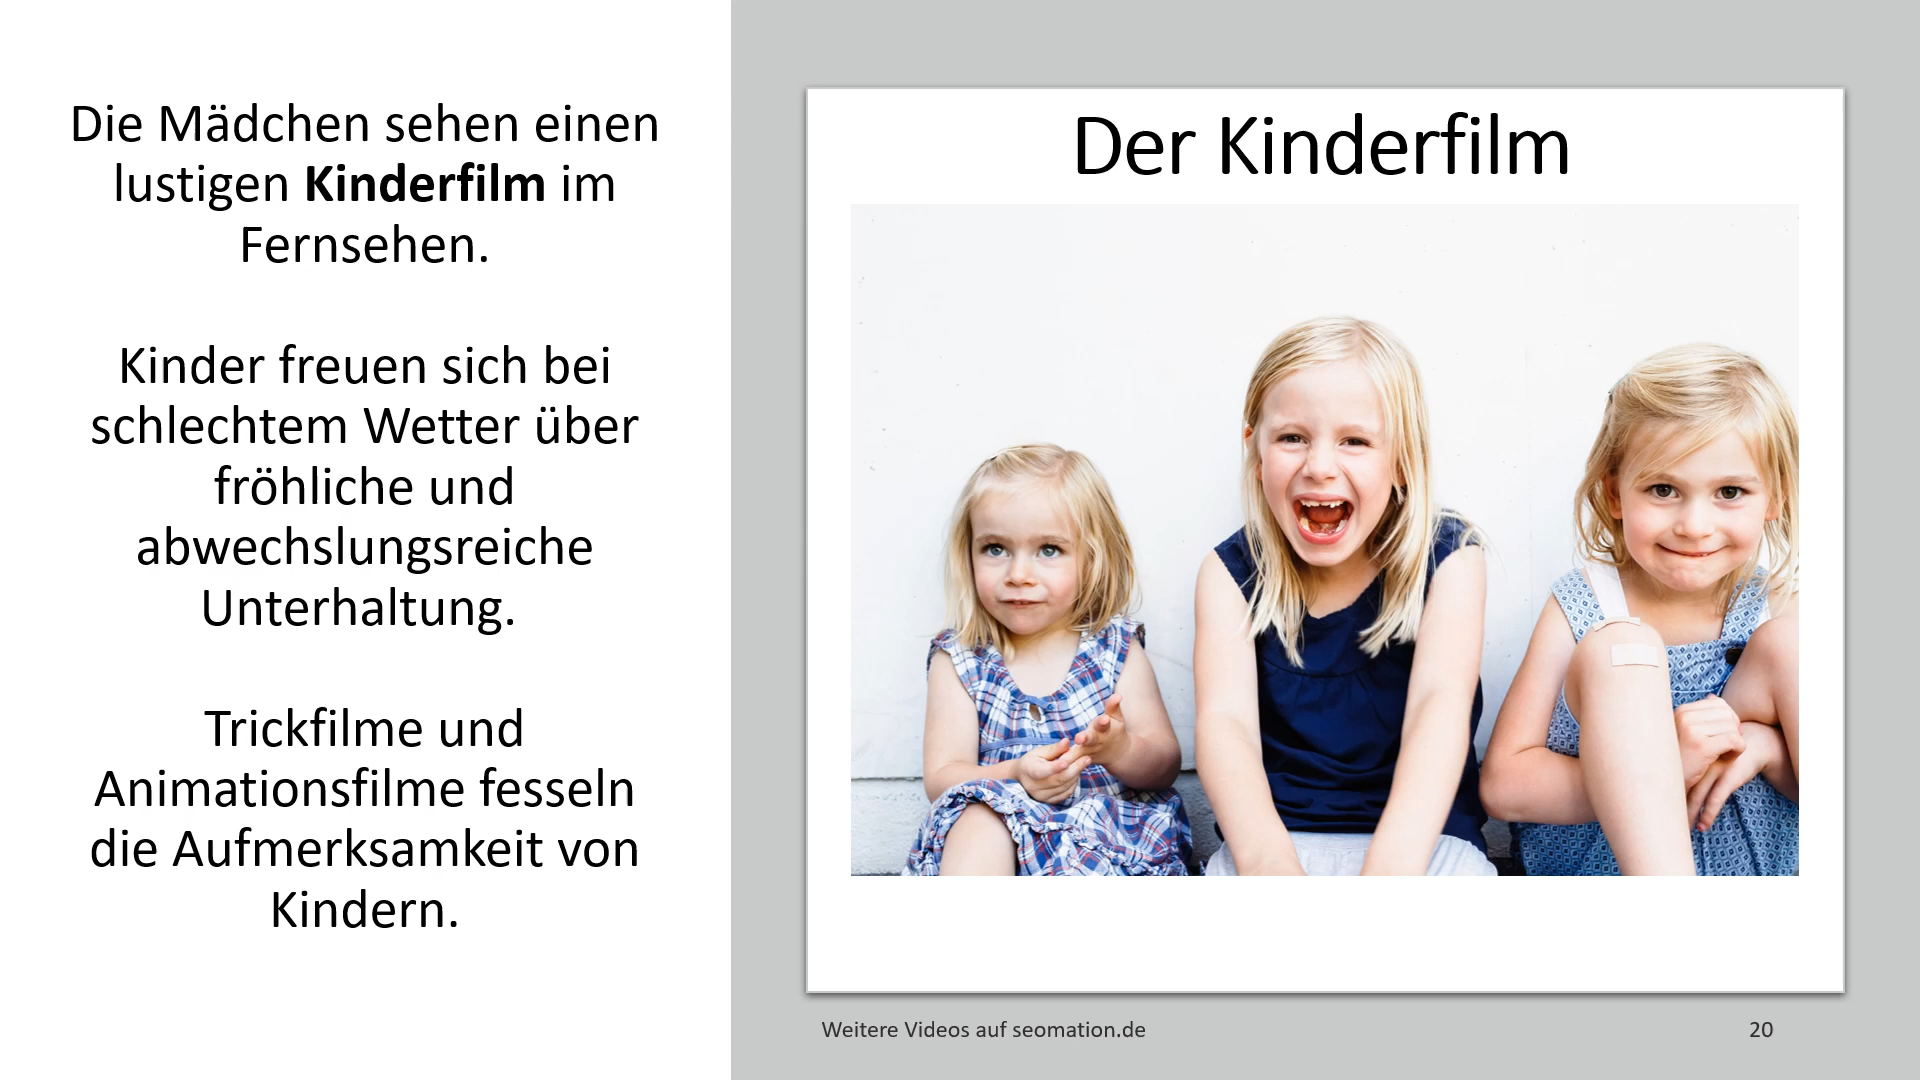 Die Mädchen sehen einen
lustigen Kinderfilm im
Fernsehen.
Kinder freuen sich bei
schlechtem Wetter über
fröhliche und
abwechslungsreiche
Unterhaltung.
Trickfilme und
Animationsfilme fesseln
die Aufmerksamkeit von
Kindern.
Der Kinderfilm
Weitere Videos auf seomation.de
20